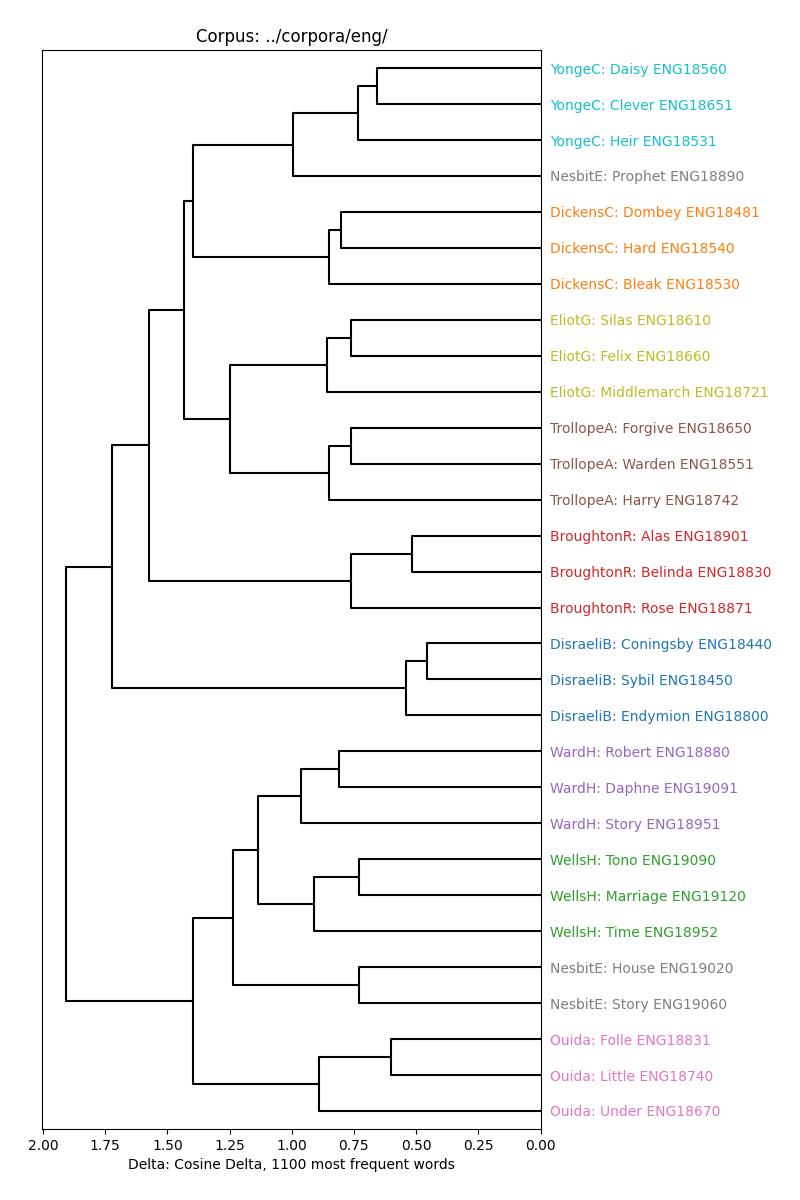 Corpus: ../corpora/eng/
YongeC: Daisy ENG18560
YongeC: Clever ENG18651
YongeC: Heir ENG18531
NesbitE: Prophet ENG18890
DickensC: Dombey ENG18481
DickensC: Hard ENG18540
DickensC: Bleak ENG18530
EliotG: Silas ENG18610
EliotG: Felix ENG18660
EliotG: Middlemarch ENG18721
TrollopeA: Forgive ENG18650
TrollopeA: Warden ENG18551
TrollopeA: Harry ENG18742
BroughtonR: Alas ENG18901
BroughtonR: Belinda ENG18830
BroughtonR: Rose ENG18871
DisraeliB: Coningsby ENG18440
DisraeliB: Sybil ENG18450
DisraeliB: Endymion ENG18800
WardH: Robert ENG18880
WardH: Daphne ENG19091
WardH: Story ENG18951
WellsH: Tono ENG19090
WellsH: Marriage ENG19120
WellsH: Time ENG18952
NesbitE: House ENG19020
NesbitE: Story ENG19060
Ouida: Folle ENG18831
Ouida: Little ENG18740
Ouida: Under ENG18670
2.00 1.75 1.50 1.25 1.00 0.75 0.50 0.25 0.00
Delta: Cosine Delta, 1100 most frequent words